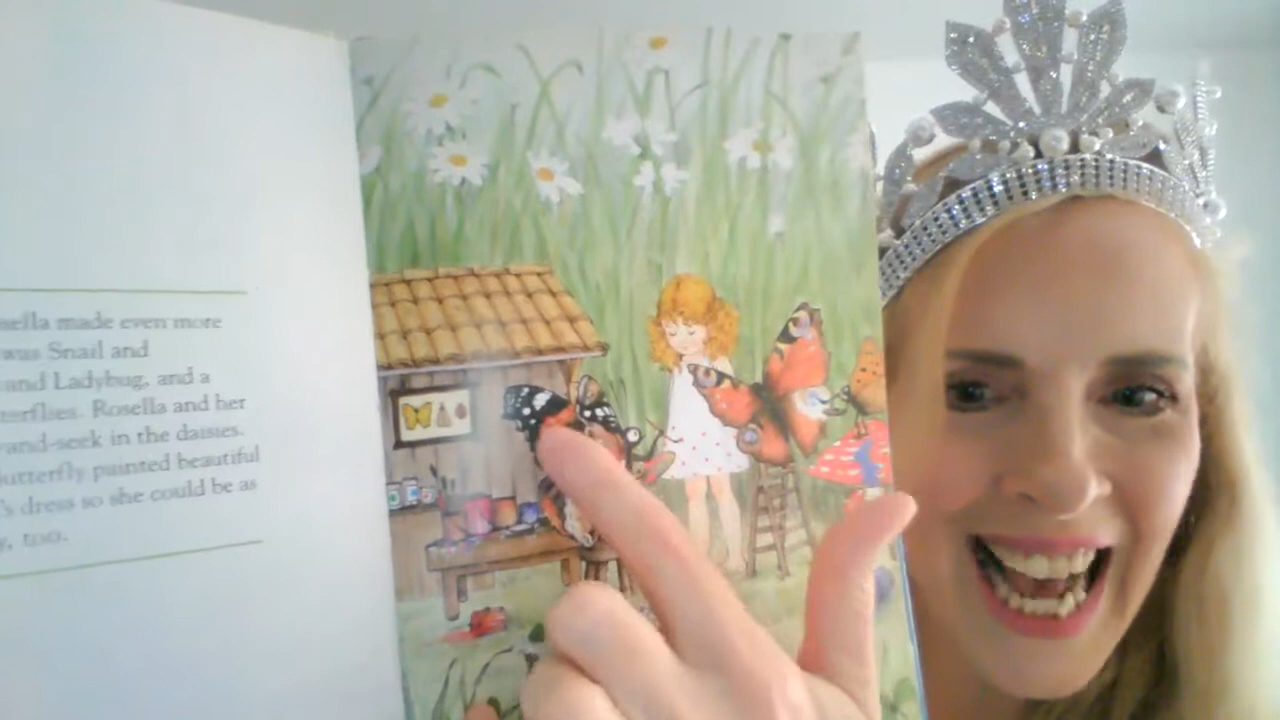 sella made even more
was Snail and
and Ladybug, and a
terflies. Rosella and her
-and-seek in the daisies.
butterfly painted beautiful
's dress so she could be as
y, too.